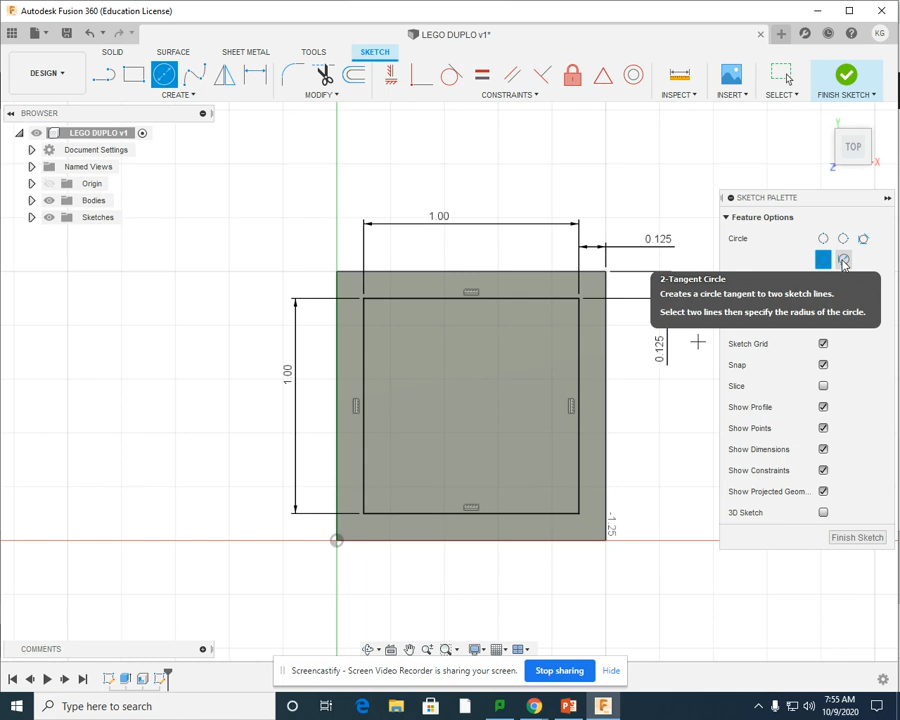 Autodesk Fusion 360 (Education License)
LEGO DUPLO v1*
KG
SOLID
SURFACE
SHEET METAL
TOOLS
SKETCH
DESIGN
CREATE
MODIFY
CONSTRAINTS
INSPECT
INSERT
SELECT
FINISH SKETCH
BROWSER
LEGO DUPLO v1
Document Settings
Named Views
Origin
Bodies
Sketches
Y
TOP
X
Z
SKETCH PALETTE
Feature Options
Circle
2-Tangent Circle
Creates a circle tangent to two sketch lines.
Select two lines then specify the radius of the circle.
Sketch Grid
Snap
Slice
Show Profile
Show Points
Show Dimensions
Show Constraints
Show Projected Geom...
3D Sketch
Finish Sketch
1.00
0.125
1.00
0.125
-1.25
COMMENTS
Screencastify - Screen Video Recorder is sharing your screen.
Stop sharing
Hide
Type here to search
7:55 AM
10/9/2020